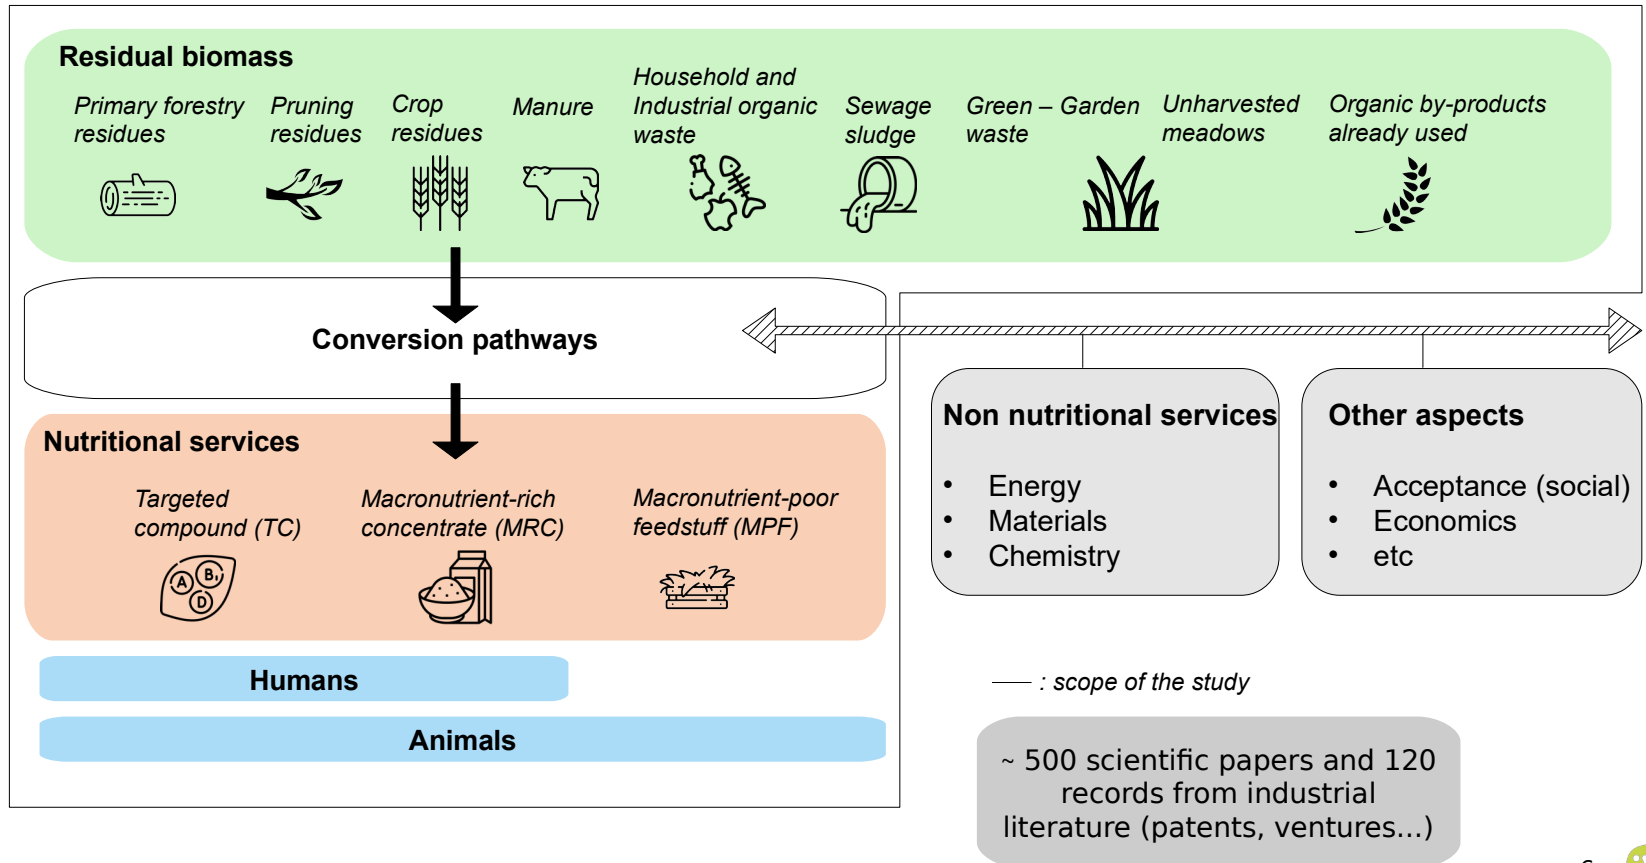 Residual biomass
Primary forestry
residues
Pruning
residues
Crop
residues
Manure
Household and
Industrial organic
waste
Sewage
sludge
Green – Garden
waste
Unharvested
meadows
Organic by-products
already used
Conversion pathways
Nutritional services
Targeted
compound (TC)
Macronutrient-rich
concentrate (MRC)
Macronutrient-poor
feedstuff (MPF)
A
B₁
D
Humans
Animals
Non nutritional services
• Energy
• Materials
• Chemistry
Other aspects
• Acceptance (social)
• Economics
• etc
: scope of the study
~ 500 scientific papers and 120
records from industrial
literature (patents, ventures...)